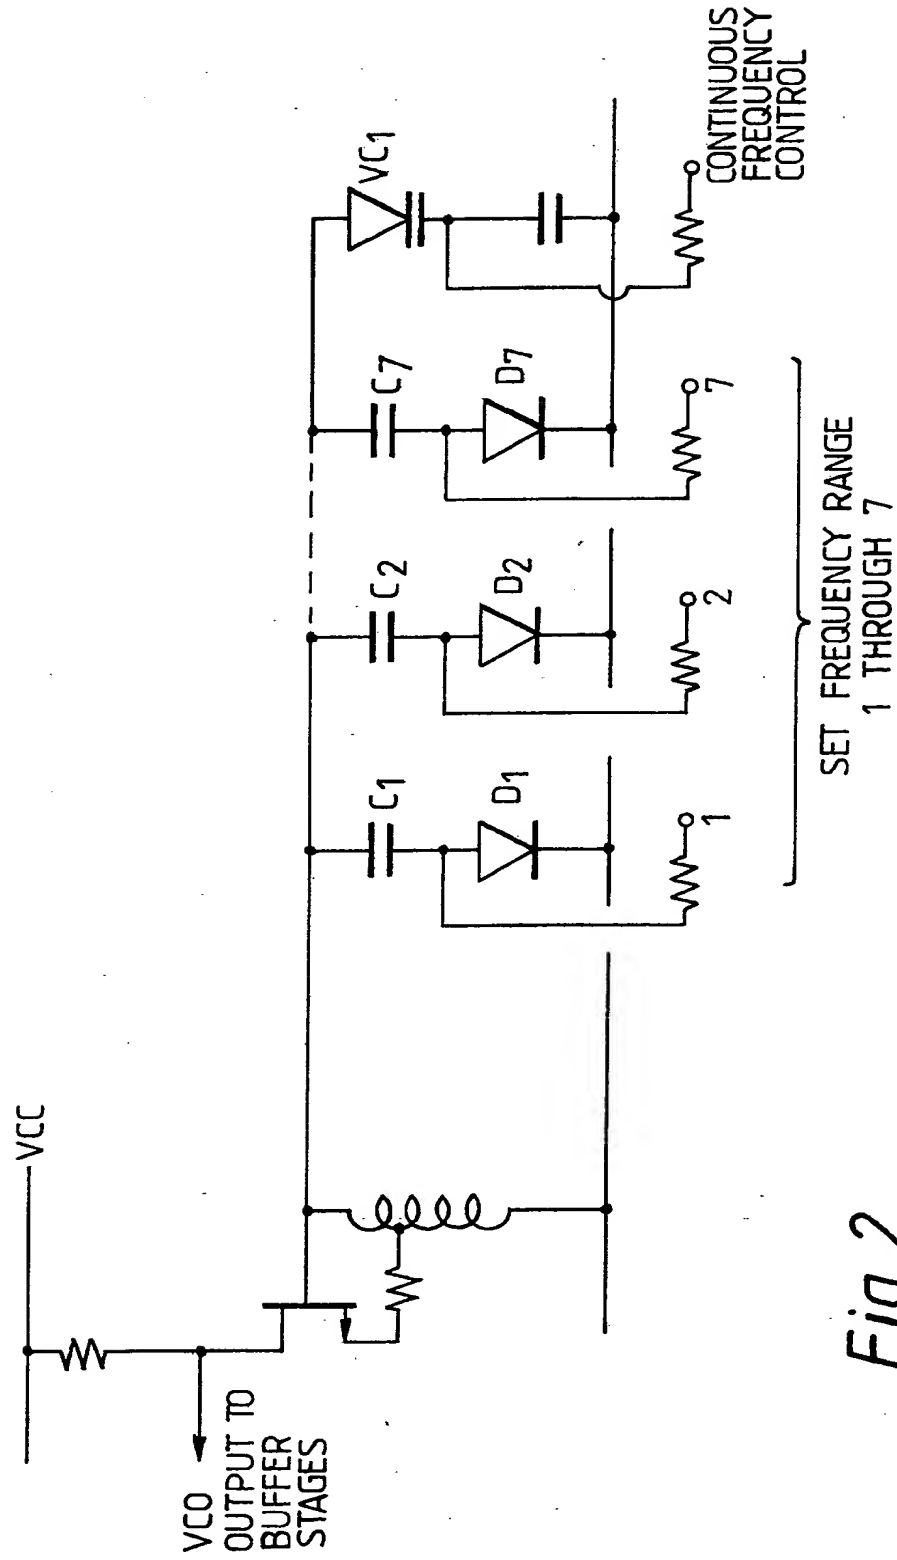 VCC
VCO
OUTPUT TO
BUFFER
STAGES
C1
C2
C7
VC1
D1
D2
D7
1
2
7
CONTINUOUS
FREQUENCY
CONTROL
SET FREQUENCY RANGE
1 THROUGH 7
Fig. 2